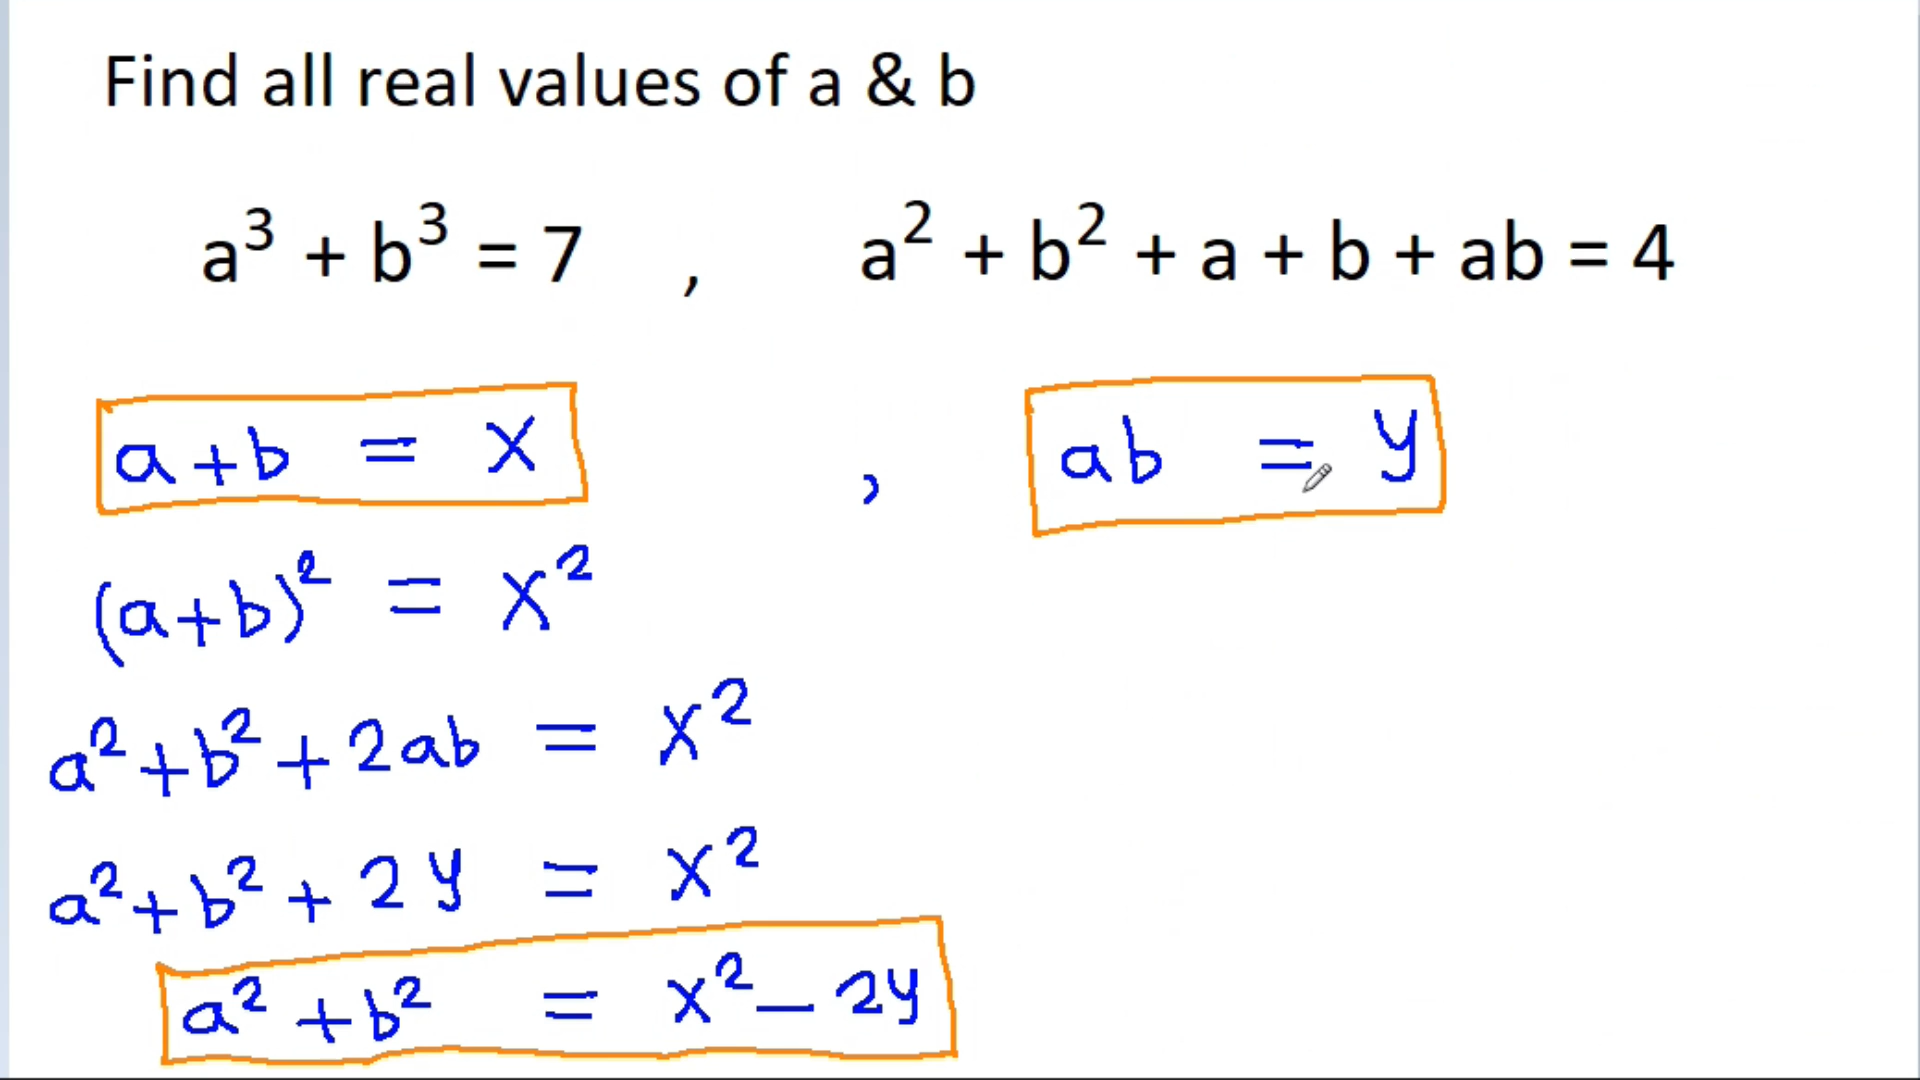 Find all real values of a & b
a³ + b³ = 7 , a² + b² + a + b + ab = 4
a+b = x , ab = y
(a+b)² = x²
a²+b²+2ab = x²
a²+b²+2y = x²
a²+b² = x²-2y